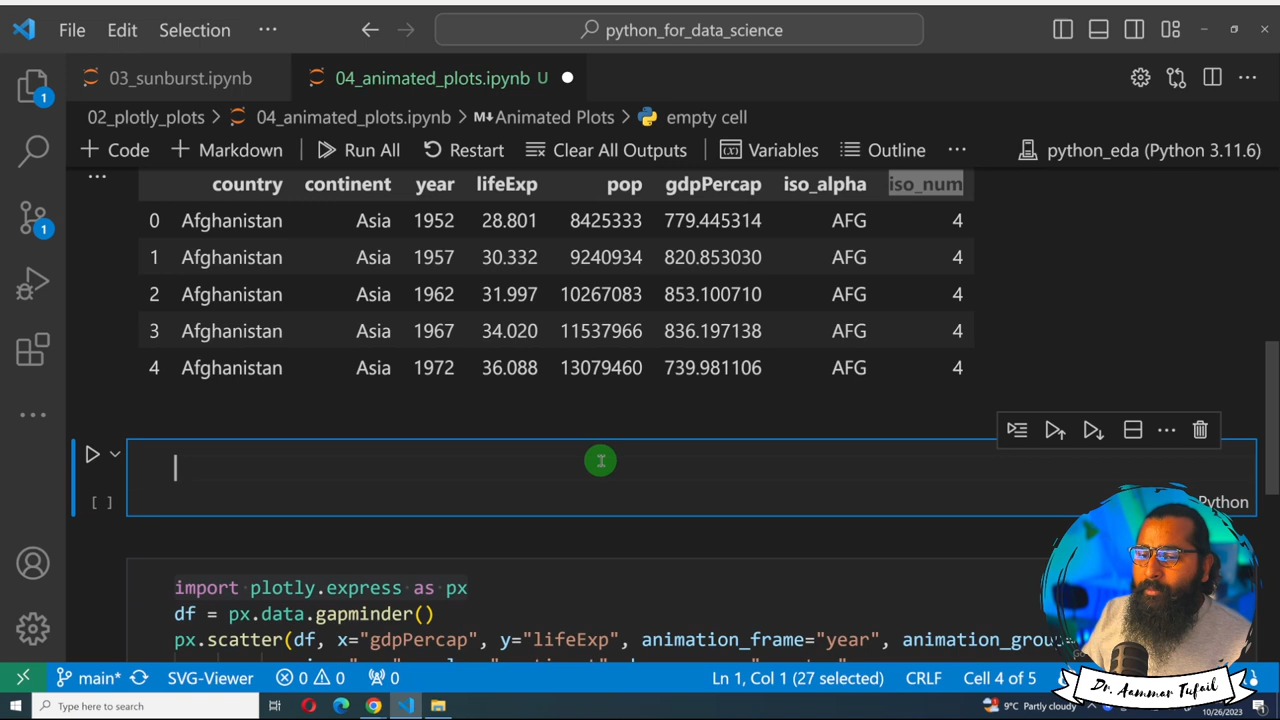 File Edit Selection ··· python_for_data_science
03_sunburst.ipynb 04_animated_plots.ipynb U
02_plotly_plots > 04_animated_plots.ipynb > M↓Animated Plots > empty cell
+ Code + Markdown Run All Restart Clear All Outputs Variables Outline ··· python_eda (Python 3.11.6)
country continent year lifeExp pop gdpPercap iso_alpha iso_num
0 Afghanistan Asia 1952 28.801 8425333 779.445314 AFG 4
1 Afghanistan Asia 1957 30.332 9240934 820.853030 AFG 4
2 Afghanistan Asia 1962 31.997 10267083 853.100710 AFG 4
3 Afghanistan Asia 1967 34.020 11537966 836.197138 AFG 4
4 Afghanistan Asia 1972 36.088 13079460 739.981106 AFG 4
[ ] Python
import plotly.express as px
df = px.data.gapminder()
px.scatter(df, x="gdpPercap", y="lifeExp", animation_frame="year", animation_grou
main* SVG-Viewer 0 0 0 Ln 1, Col 1 (27 selected) CRLF Cell 4 of 5
Dr. Aammar Tufail
Type here to search 9°C Partly cloudy 10/26/2023